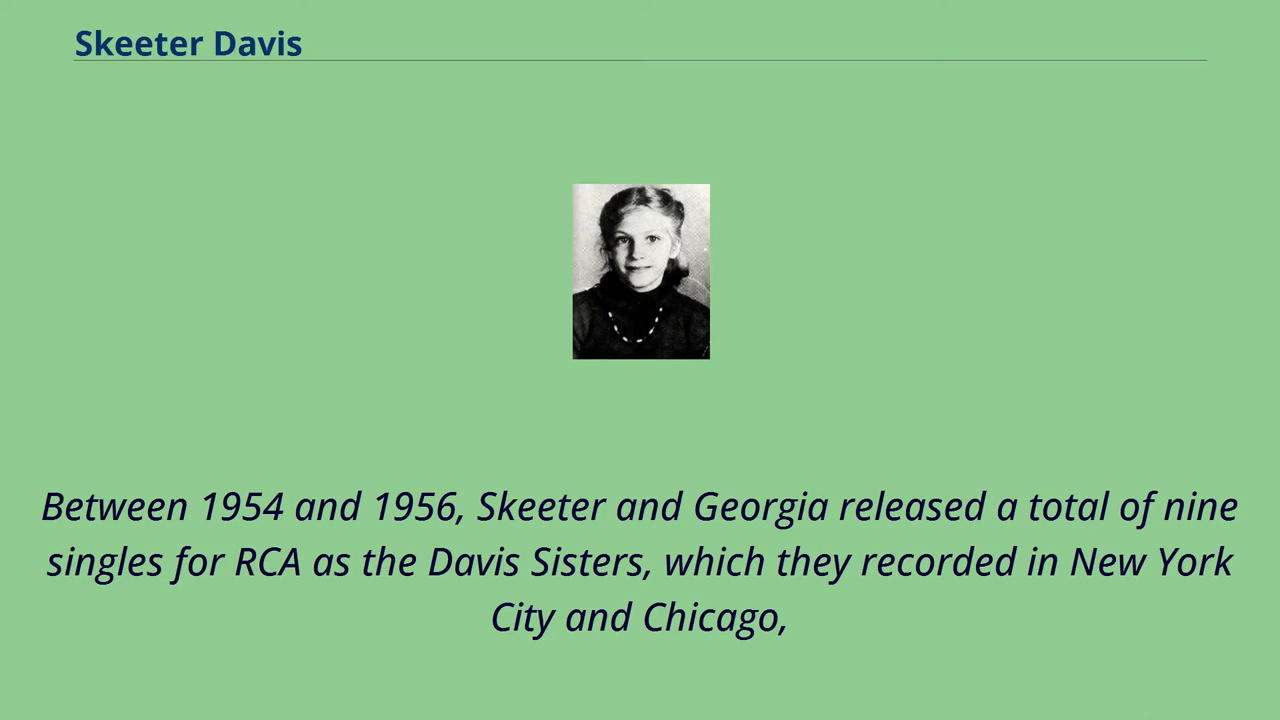 Skeeter Davis
Between 1954 and 1956, Skeeter and Georgia released a total of nine
singles for RCA as the Davis Sisters, which they recorded in New York
City and Chicago,